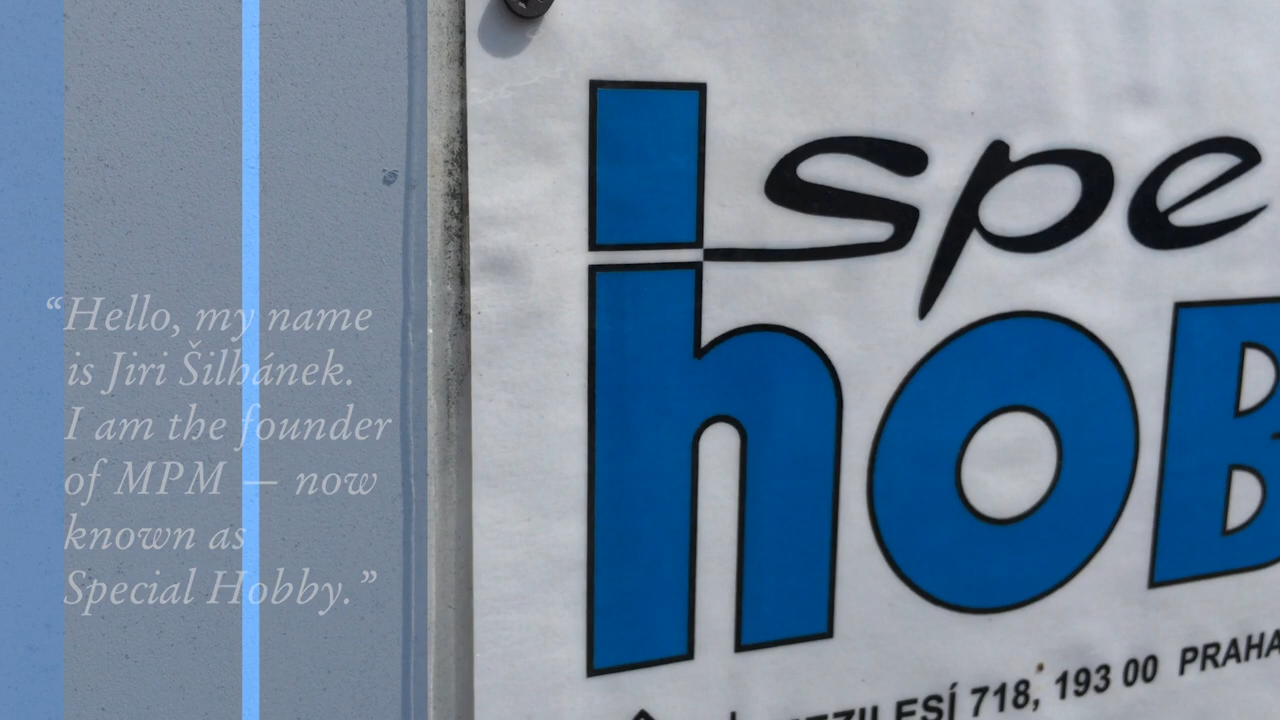 “Hello, my name
is Jiri Šilhánek.
I am the founder
of MPM — now
known as
Special Hobby.”
spe
hOB
718, 193 00 PRAHA